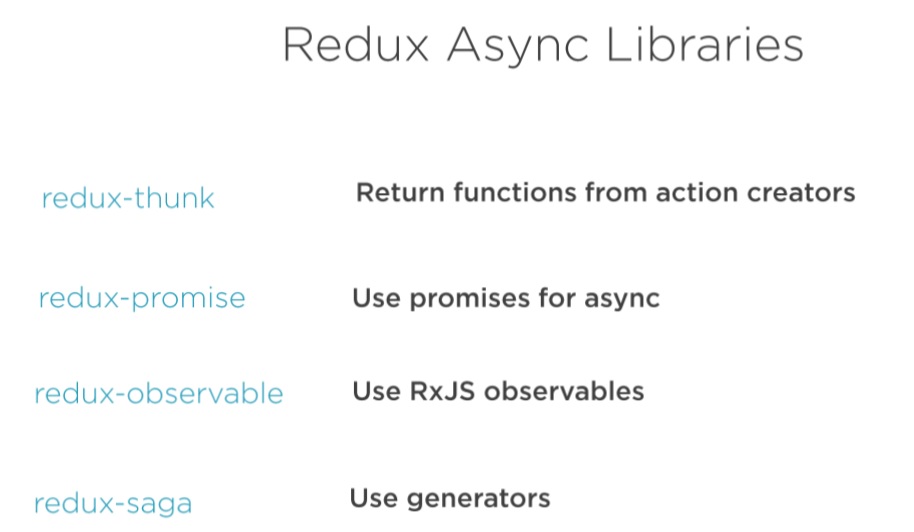 Redux Async Libraries
redux-thunk Return functions from action creators
redux-promise Use promises for async
redux-observable Use RxJS observables
redux-saga Use generators